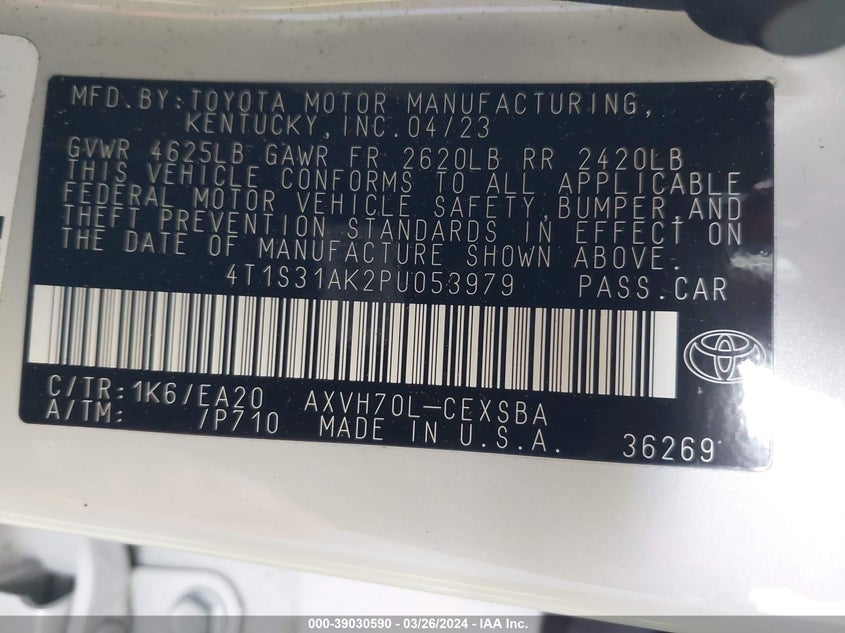 MFD.BY:TOYOTA MOTOR MANUFACTURING,
KENTUCKY,INC.04/23
GVWR 4625LB GAWR FR 2620LB RR 2420LB
THIS VEHICLE CONFORMS TO ALL APPLICABLE
FEDERAL MOTOR VEHICLE SAFETY,BUMPER,AND
THEFT PREVENTION STANDARDS IN EFFECT ON
THE DATE OF MANUFACTURE SHOWN ABOVE.
4T1S31AK2PU053979 PASS.CAR
C/TR:1K6/EA20 AXVH70L-CEXSBA
A/TM: /P710 MADE IN U.S.A. 36269
000-39030590 - 03/26/2024 - IAA Inc.